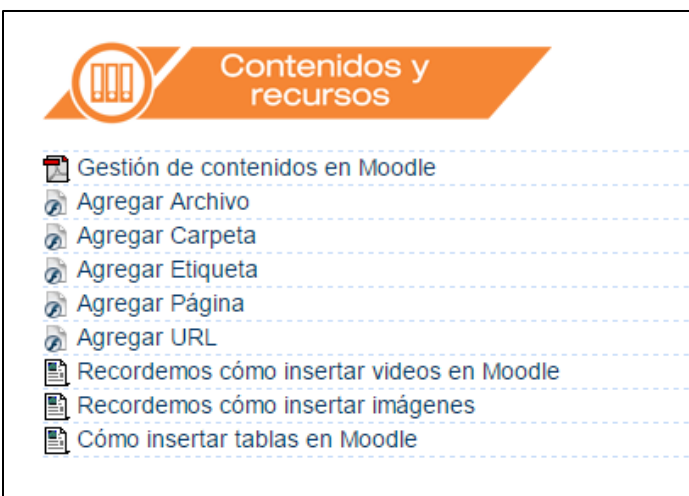 Contenidos y
recursos
Gestión de contenidos en Moodle
Agregar Archivo
Agregar Carpeta
Agregar Etiqueta
Agregar Página
Agregar URL
Recordemos cómo insertar videos en Moodle
Recordemos cómo insertar imágenes
Cómo insertar tablas en Moodle